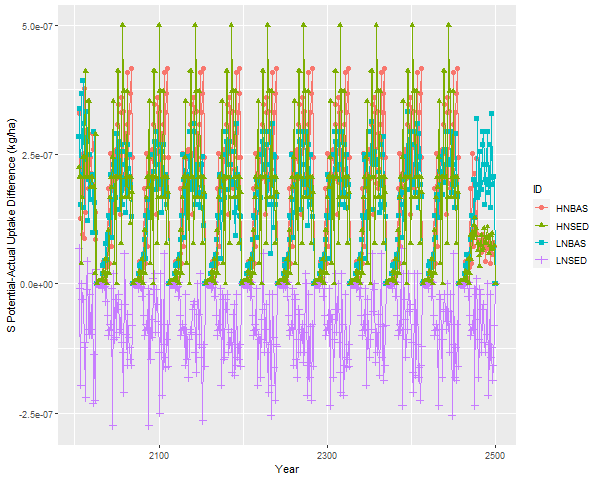 5.0e-07
2.5e-07
0.0e+00
-2.5e-07
S Potential-Actual Uptake Difference (kg/ha)
2100
2300
2500
Year
ID
HNBAS
HNSED
LNBAS
LNSED